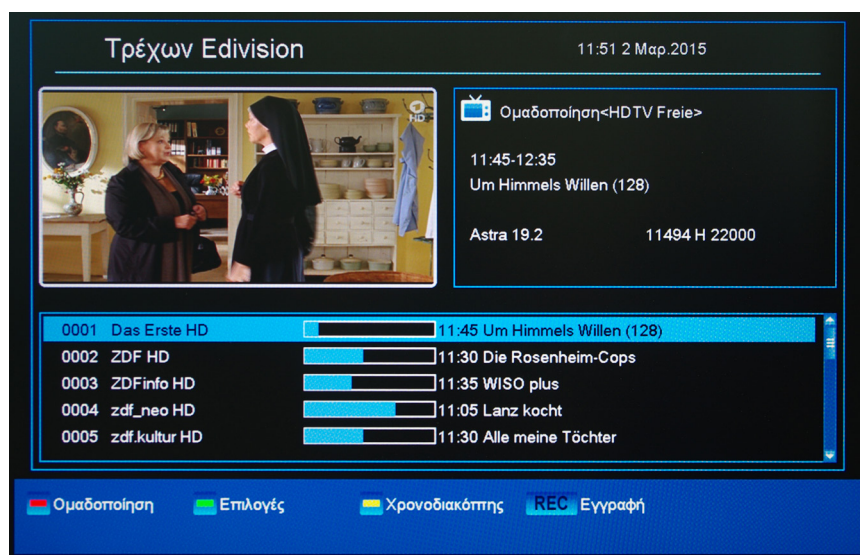 Τρέχων Edivision
11:51 2 Μαρ.2015
HD
Ομαδοποίηση<HDTV Freie>
11:45-12:35
Um Himmels Willen (128)
Astra 19.2 11494 H 22000
0001 Das Erste HD 11:45 Um Himmels Willen (128)
0002 ZDF HD 11:30 Die Rosenheim-Cops
0003 ZDFinfo HD 11:35 WISO plus
0004 zdf_neo HD 11:05 Lanz kocht
0005 zdf.kultur HD 11:30 Alle meine Töchter
Ομαδοποίηση Επιλογές Χρονοδιακόπτης REC Εγγραφή